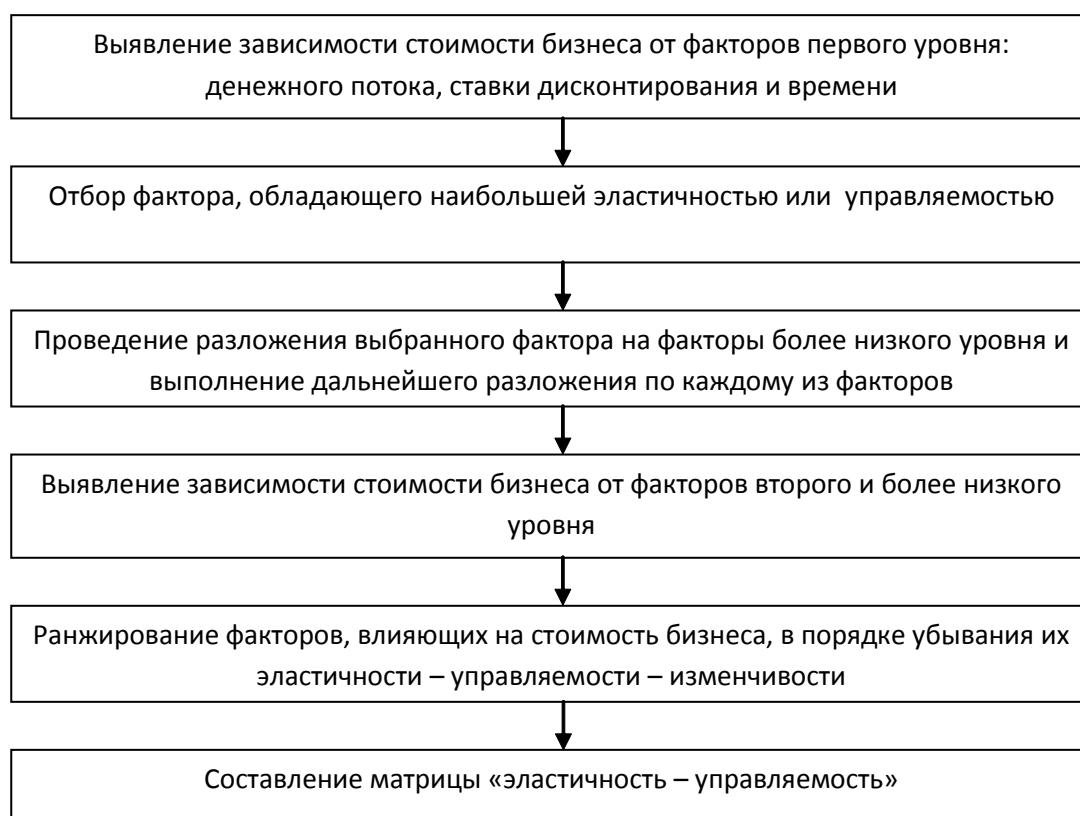 Выявление зависимости стоимости бизнеса от факторов первого уровня:
денежного потока, ставки дисконтирования и времени
Отбор фактора, обладающего наибольшей эластичностью или управляемостью
Проведение разложения выбранного фактора на факторы более низкого уровня и
выполнение дальнейшего разложения по каждому из факторов
Выявление зависимости стоимости бизнеса от факторов второго и более низкого
уровня
Ранжирование факторов, влияющих на стоимость бизнеса, в порядке убывания их
эластичности – управляемости – изменчивости
Составление матрицы «эластичность – управляемость»